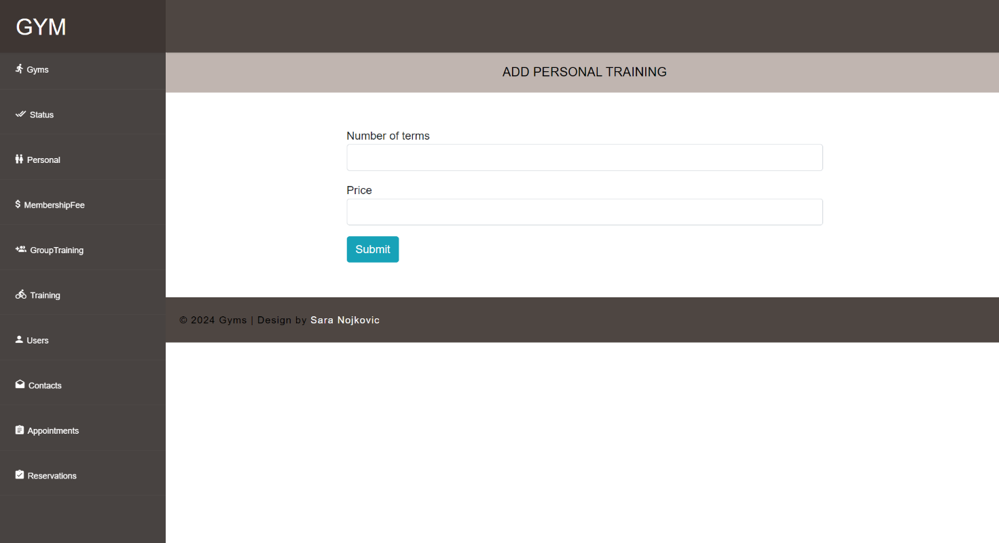 GYM
Gyms
Status
Personal
MembershipFee
GroupTraining
Training
Users
Contacts
Appointments
Reservations
ADD PERSONAL TRAINING
Number of terms
Price
Submit
© 2024 Gyms | Design by Sara Nojkovic